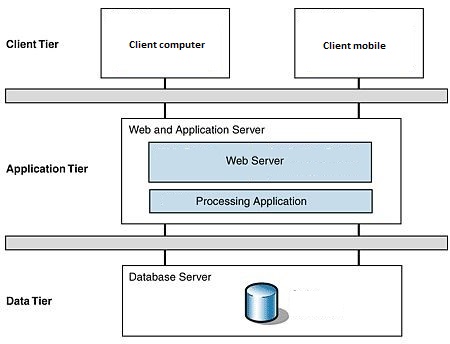 Client Tier
Client computer
Client mobile
Web and Application Server
Web Server
Application Tier
Processing Application
Database Server
Data Tier